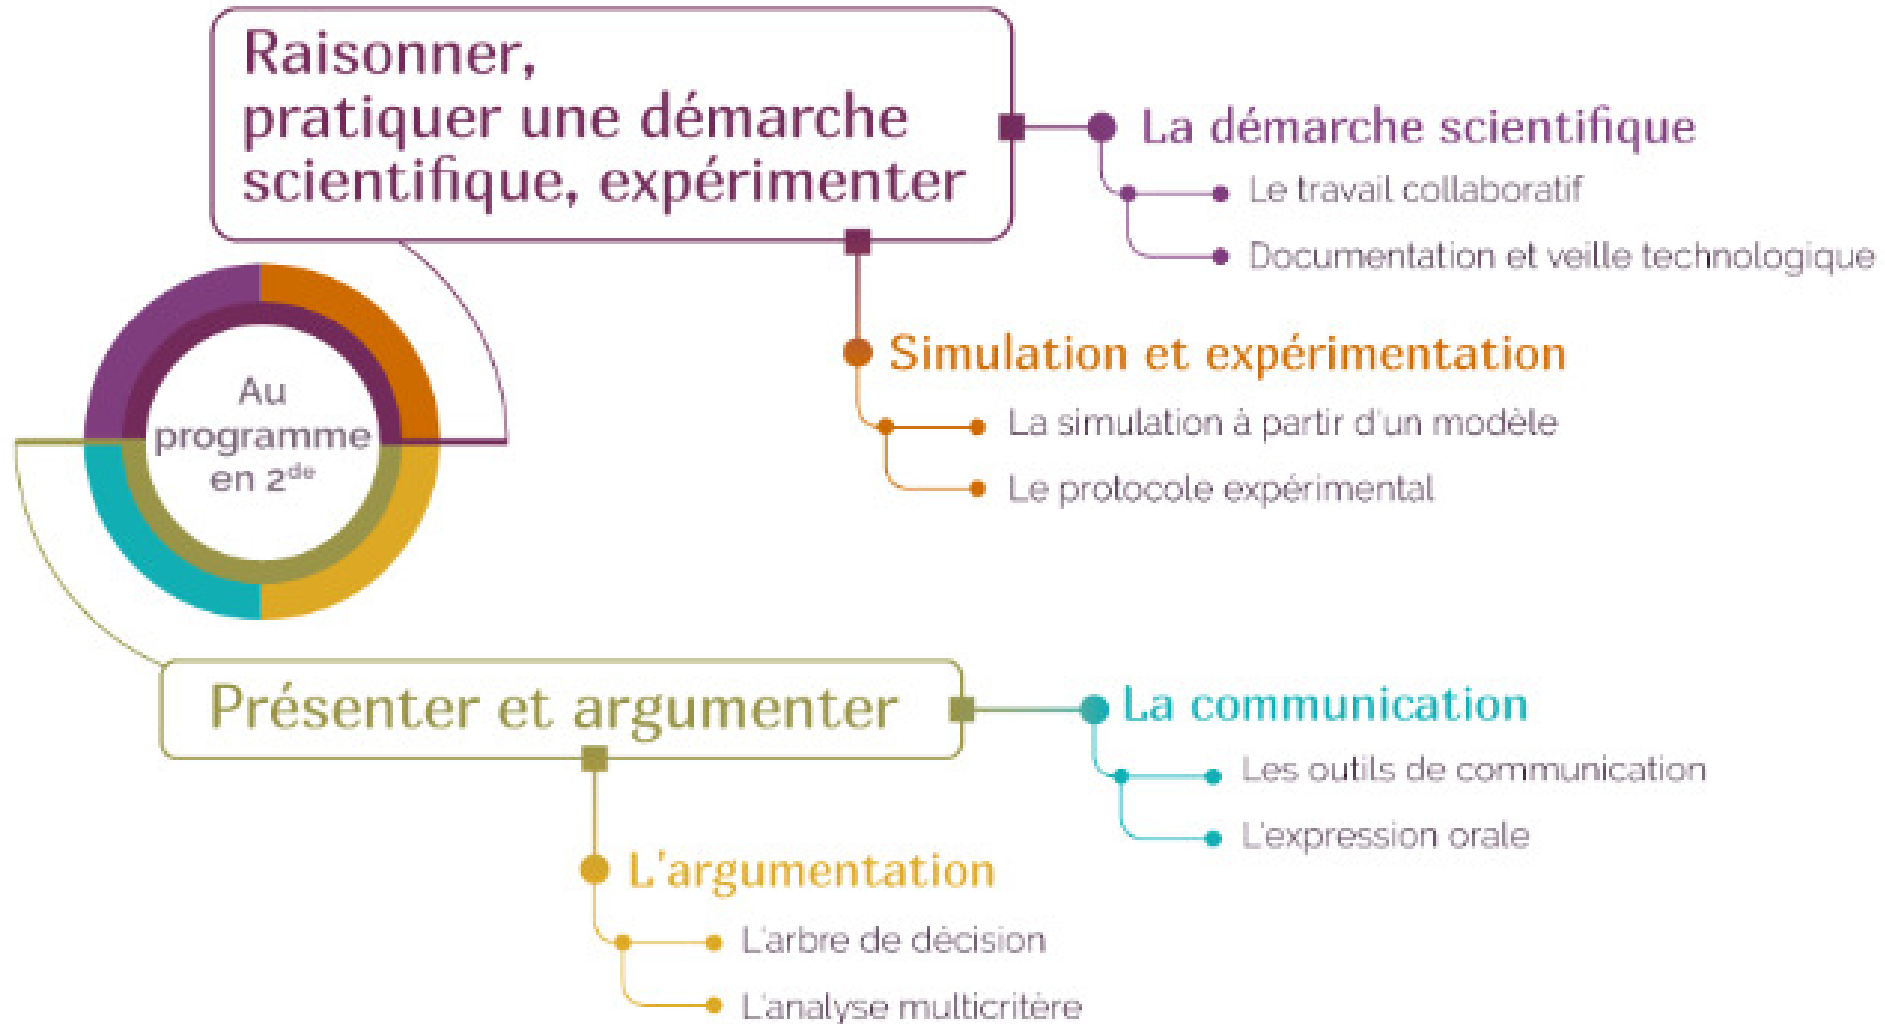 Raisonner,
pratiquer une démarche
scientifique, expérimenter
La démarche scientifique
Le travail collaboratif
Documentation et veille technologique
Simulation et expérimentation
La simulation à partir d'un modèle
Le protocole expérimental
Au
programme
en 2de
Présenter et argumenter
La communication
Les outils de communication
L'expression orale
L'argumentation
L'arbre de décision
L'analyse multicritère